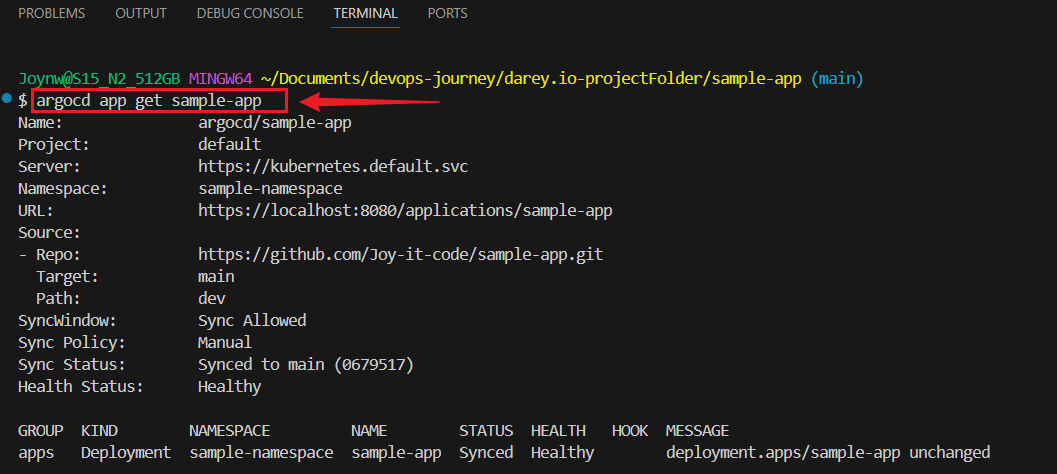 PROBLEMS OUTPUT DEBUG CONSOLE TERMINAL PORTS
Joynw@S15_N2_512GB MINGW64 ~/Documents/devops-journey/darey.io-projectFolder/sample-app (main)
$ argocd app get sample-app
Name: argocd/sample-app
Project: default
Server: https://kubernetes.default.svc
Namespace: sample-namespace
URL: https://localhost:8080/applications/sample-app
Source:
- Repo: https://github.com/Joy-it-code/sample-app.git
Target: main
Path: dev
SyncWindow: Sync Allowed
Sync Policy: Manual
Sync Status: Synced to main (0679517)
Health Status: Healthy
GROUP KIND NAMESPACE NAME STATUS HEALTH HOOK MESSAGE
apps Deployment sample-namespace sample-app Synced Healthy deployment.apps/sample-app unchanged